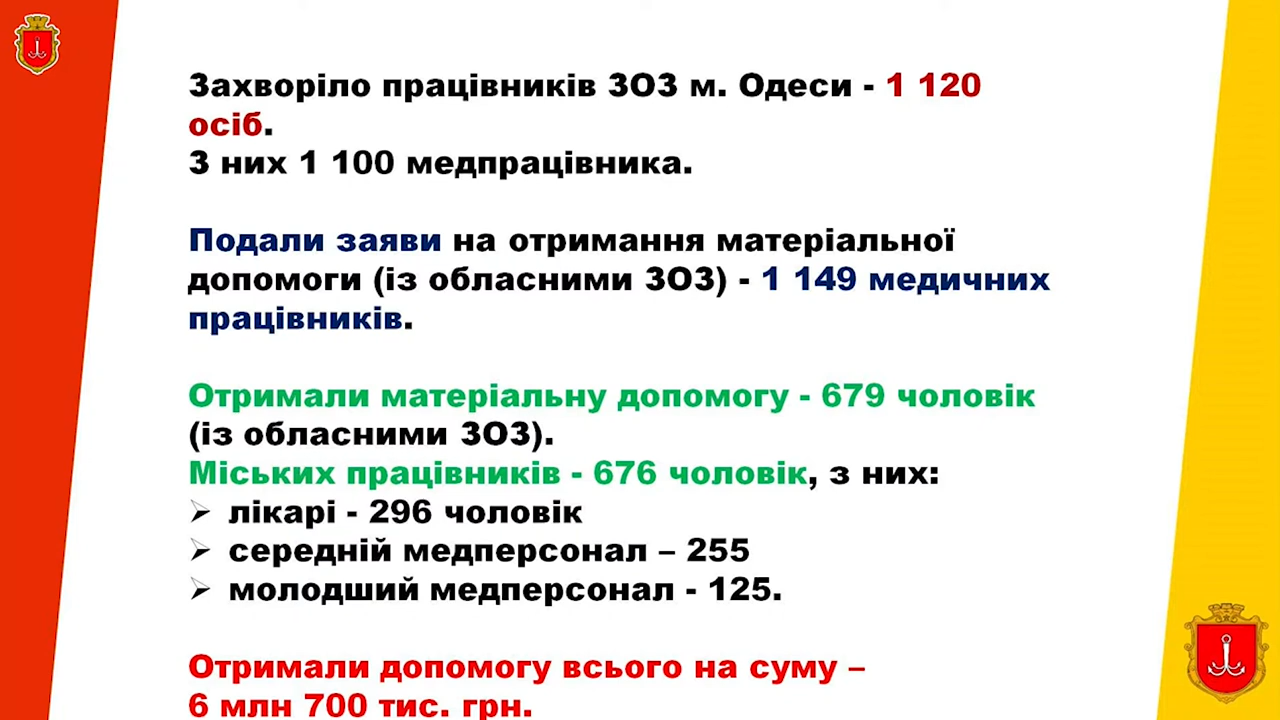 Захворіло працівників ЗОЗ м. Одеси - 1 120
осіб.
З них 1 100 медпрацівника.
Подали заяви на отримання матеріальної
допомоги (із обласними ЗОЗ) - 1 149 медичних
працівників.
Отримали матеріальну допомогу - 679 чоловік
(із обласними ЗОЗ).
Міських працівників - 676 чоловік, з них:
➢ лікарі - 296 чоловік
➢ середній медперсонал – 255
➢ молодший медперсонал - 125.
Отримали допомогу всього на суму –
6 млн 700 тис. грн.